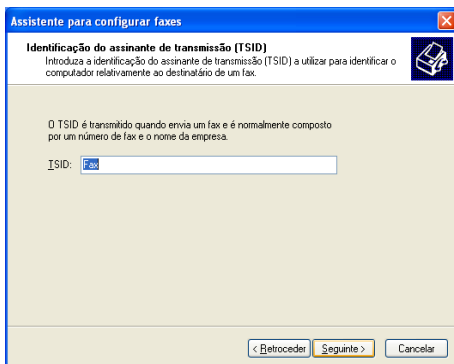 Assistente para configurar faxes
Identificação do assinante de transmissão (TSID)
Introduza a identificação do assinante de transmissão (TSID) a utilizar para identificar o
computador relativamente ao destinatário de um fax.
O TSID é transmitido quando envia um fax e é normalmente composto
por um número de fax e o nome da empresa.
TSID: Fax
< Retroceder Seguinte > Cancelar